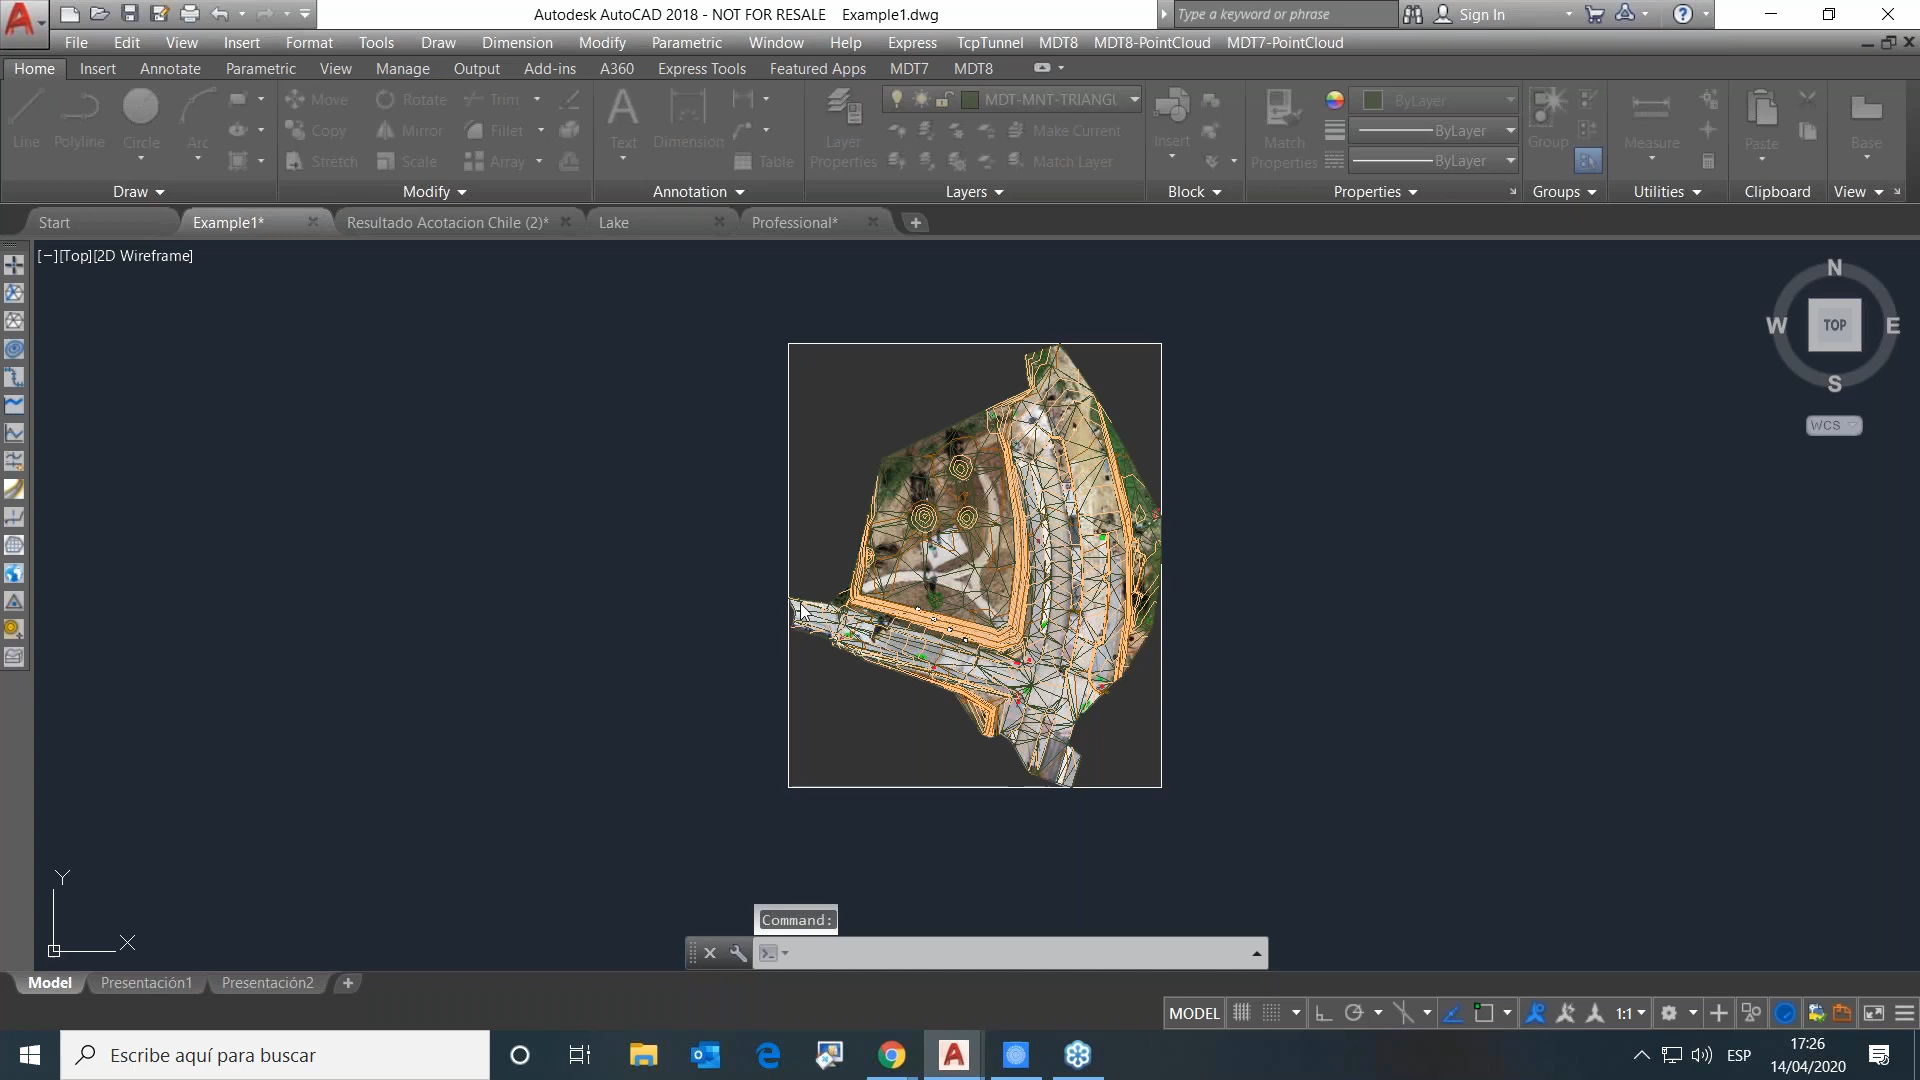 Autodesk AutoCAD 2018 - NOT FOR RESALE Example1.dwg
Type a keyword or phrase
Sign In
File Edit View Insert Format Tools Draw Dimension Modify Parametric Window Help Express TcpTunnel MDT8 MDT8-PointCloud MDT7-PointCloud
Home Insert Annotate Parametric View Manage Output Add-ins A360 Express Tools Featured Apps MDT7 MDT8
Move Rotate Trim MDT-MNT-TRIANGU ByLayer
Copy Mirror Fillet Make Current ByLayer
Line Polyline Circle Arc Text Dimension Layer Properties Insert Match Properties Group Measure Paste Base
Stretch Scale Array Table Match Layer ByLayer
Draw Modify Annotation Layers Block Properties Groups Utilities Clipboard View
Start Example1* Resultado Acotacion Chile (2)* Lake Professional*
[−][Top][2D Wireframe]
N
W TOP E
S
WCS
Y
X
Command:
Model Presentación1 Presentación2
MODEL 1:1
Escribe aquí para buscar
ESP
17:26
14/04/2020